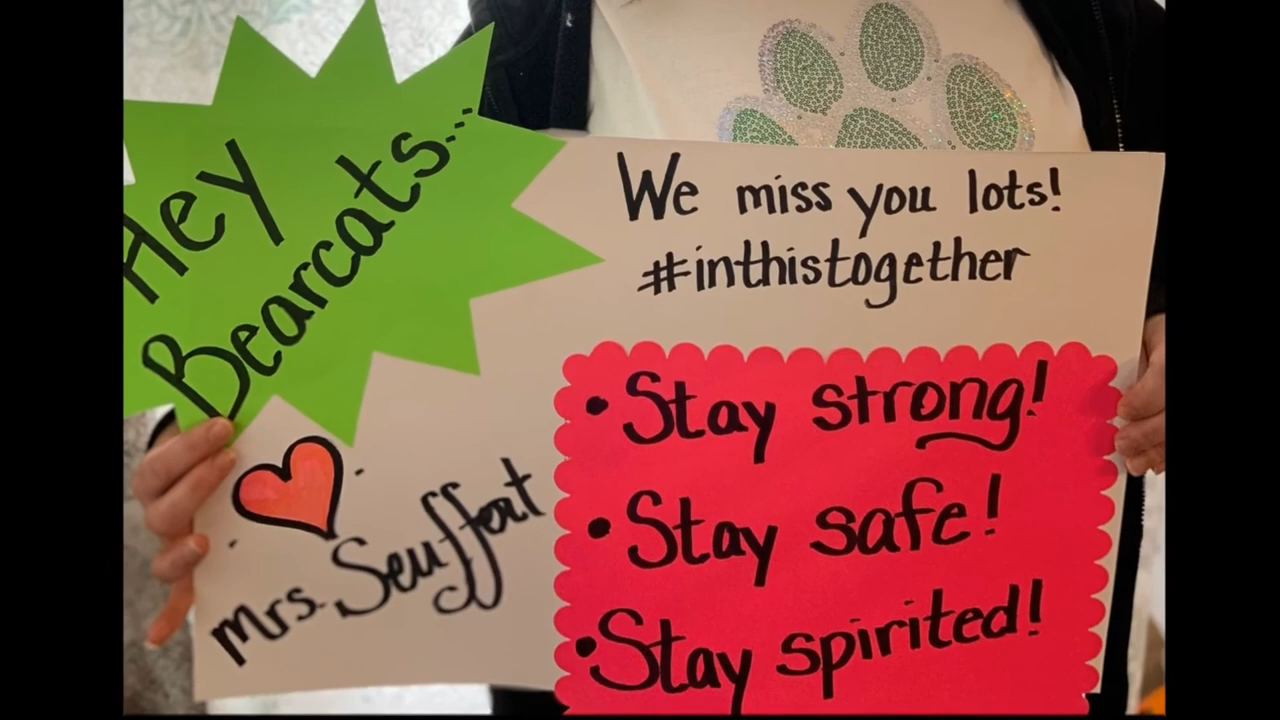 Hey
Bearcats...
We miss you lots!
#inthistogether
• Stay strong!
• Stay safe!
• Stay spirited!
mrs. Seuffert